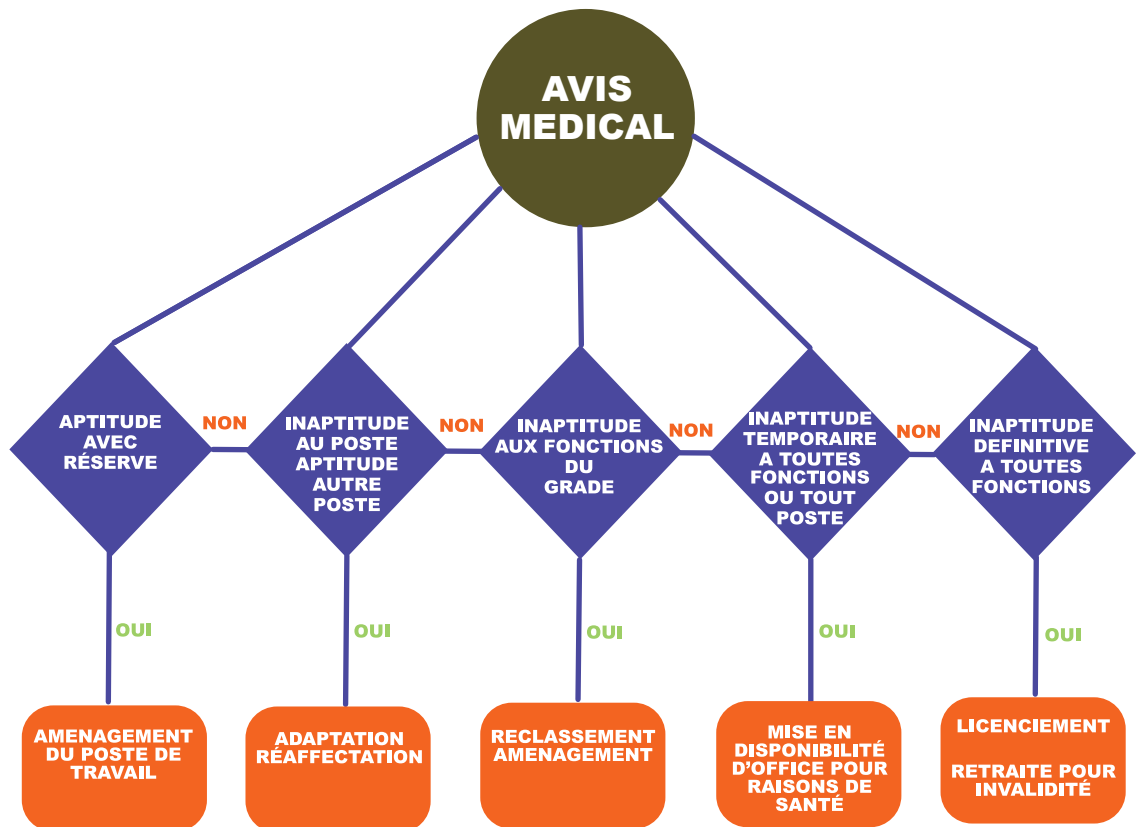 AVIS
MEDICAL
APTITUDE
AVEC
RÉSERVE
NON
INAPTITUDE
AU POSTE
APTITUDE
AUTRE
POSTE
NON
INAPTITUDE
AUX FONCTIONS
DU
GRADE
NON
INAPTITUDE
TEMPORAIRE
A TOUTES
FONCTIONS
OU TOUT
POSTE
NON
INAPTITUDE
DEFINITIVE
A TOUTES
FONCTIONS
OUI
OUI
OUI
OUI
OUI
AMENAGEMENT
DU POSTE DE
TRAVAIL
ADAPTATION
RÉAFFECTATION
RECLASSEMENT
AMENAGEMENT
MISE EN
DISPONIBILITÉ
D'OFFICE POUR
RAISONS DE
SANTÉ
LICENCIEMENT
RETRAITE POUR
INVALIDITÉ